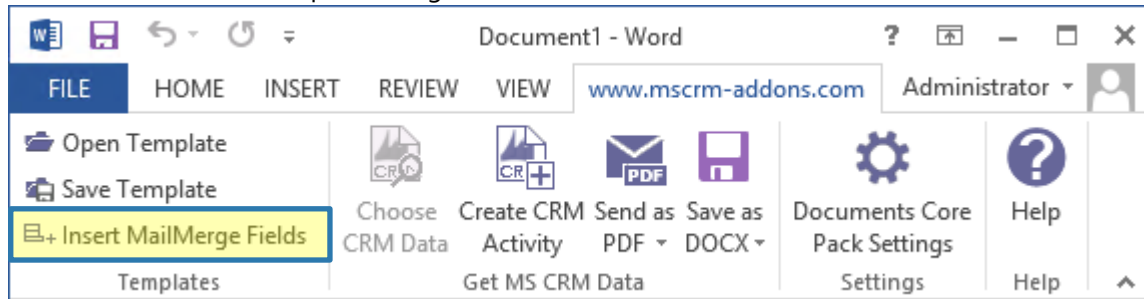 Document1 - Word ?
FILE HOME INSERT REVIEW VIEW www.mscrm-addons.com Administrator
Open Template
Save Template
Insert MailMerge Fields
Templates
CR
Choose
CRM Data
CR
Create CRM
Activity
PDF
Send as
PDF
Save as
DOCX
Get MS CRM Data
Documents Core
Pack Settings
Settings
?
Help
Help